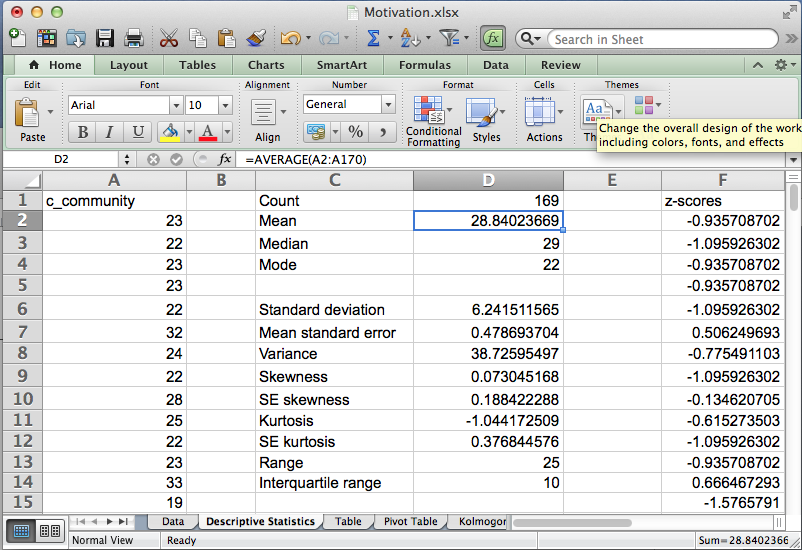 Motivation.xlsx
Search in Sheet
Home Layout Tables Charts SmartArt Formulas Data Review
Edit Font Alignment Number Format Cells Themes
Arial 10 General
B I U A % Aa
Paste Align Conditional Formatting Styles Actions Th
Change the overall design of the work
including colors, fonts, and effects
D2 fx =AVERAGE(A2:A170)
A B C D E F
1 c_community Count 169 z-scores
2 23 Mean 28.84023669 -0.935708702
3 22 Median 29 -1.095926302
4 23 Mode 22 -0.935708702
5 23 -0.935708702
6 22 Standard deviation 6.241511565 -1.095926302
7 32 Mean standard error 0.478693704 0.506249693
8 24 Variance 38.72595497 -0.775491103
9 22 Skewness 0.073045168 -1.095926302
10 28 SE skewness 0.188422288 -0.134620705
11 25 Kurtosis -1.044172509 -0.615273503
12 22 SE kurtosis 0.376844576 -1.095926302
13 23 Range 25 -0.935708702
14 33 Interquartile range 10 0.666467293
15 19 -1.5765791
Data Descriptive Statistics Table Pivot Table Kolmogor
Normal View Ready Sum=28.8402366